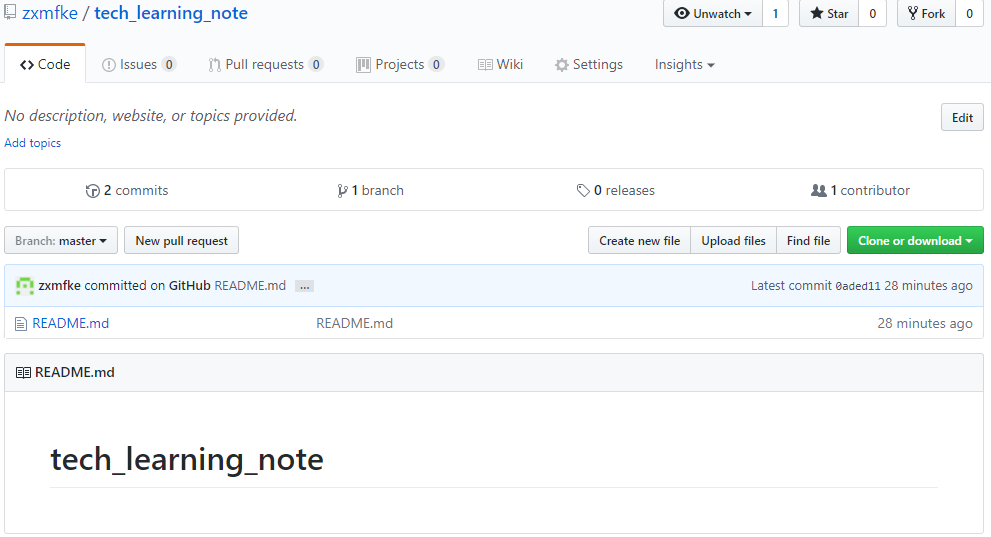 zxmfke / tech_learning_note Unwatch 1 Star 0 Fork 0
Code Issues 0 Pull requests 0 Projects 0 Wiki Settings Insights
No description, website, or topics provided. Edit
Add topics
2 commits 1 branch 0 releases 1 contributor
Branch: master New pull request Create new file Upload files Find file Clone or download
zxmfke committed on GitHub README.md ... Latest commit 0aded11 28 minutes ago
README.md README.md 28 minutes ago
README.md
tech_learning_note